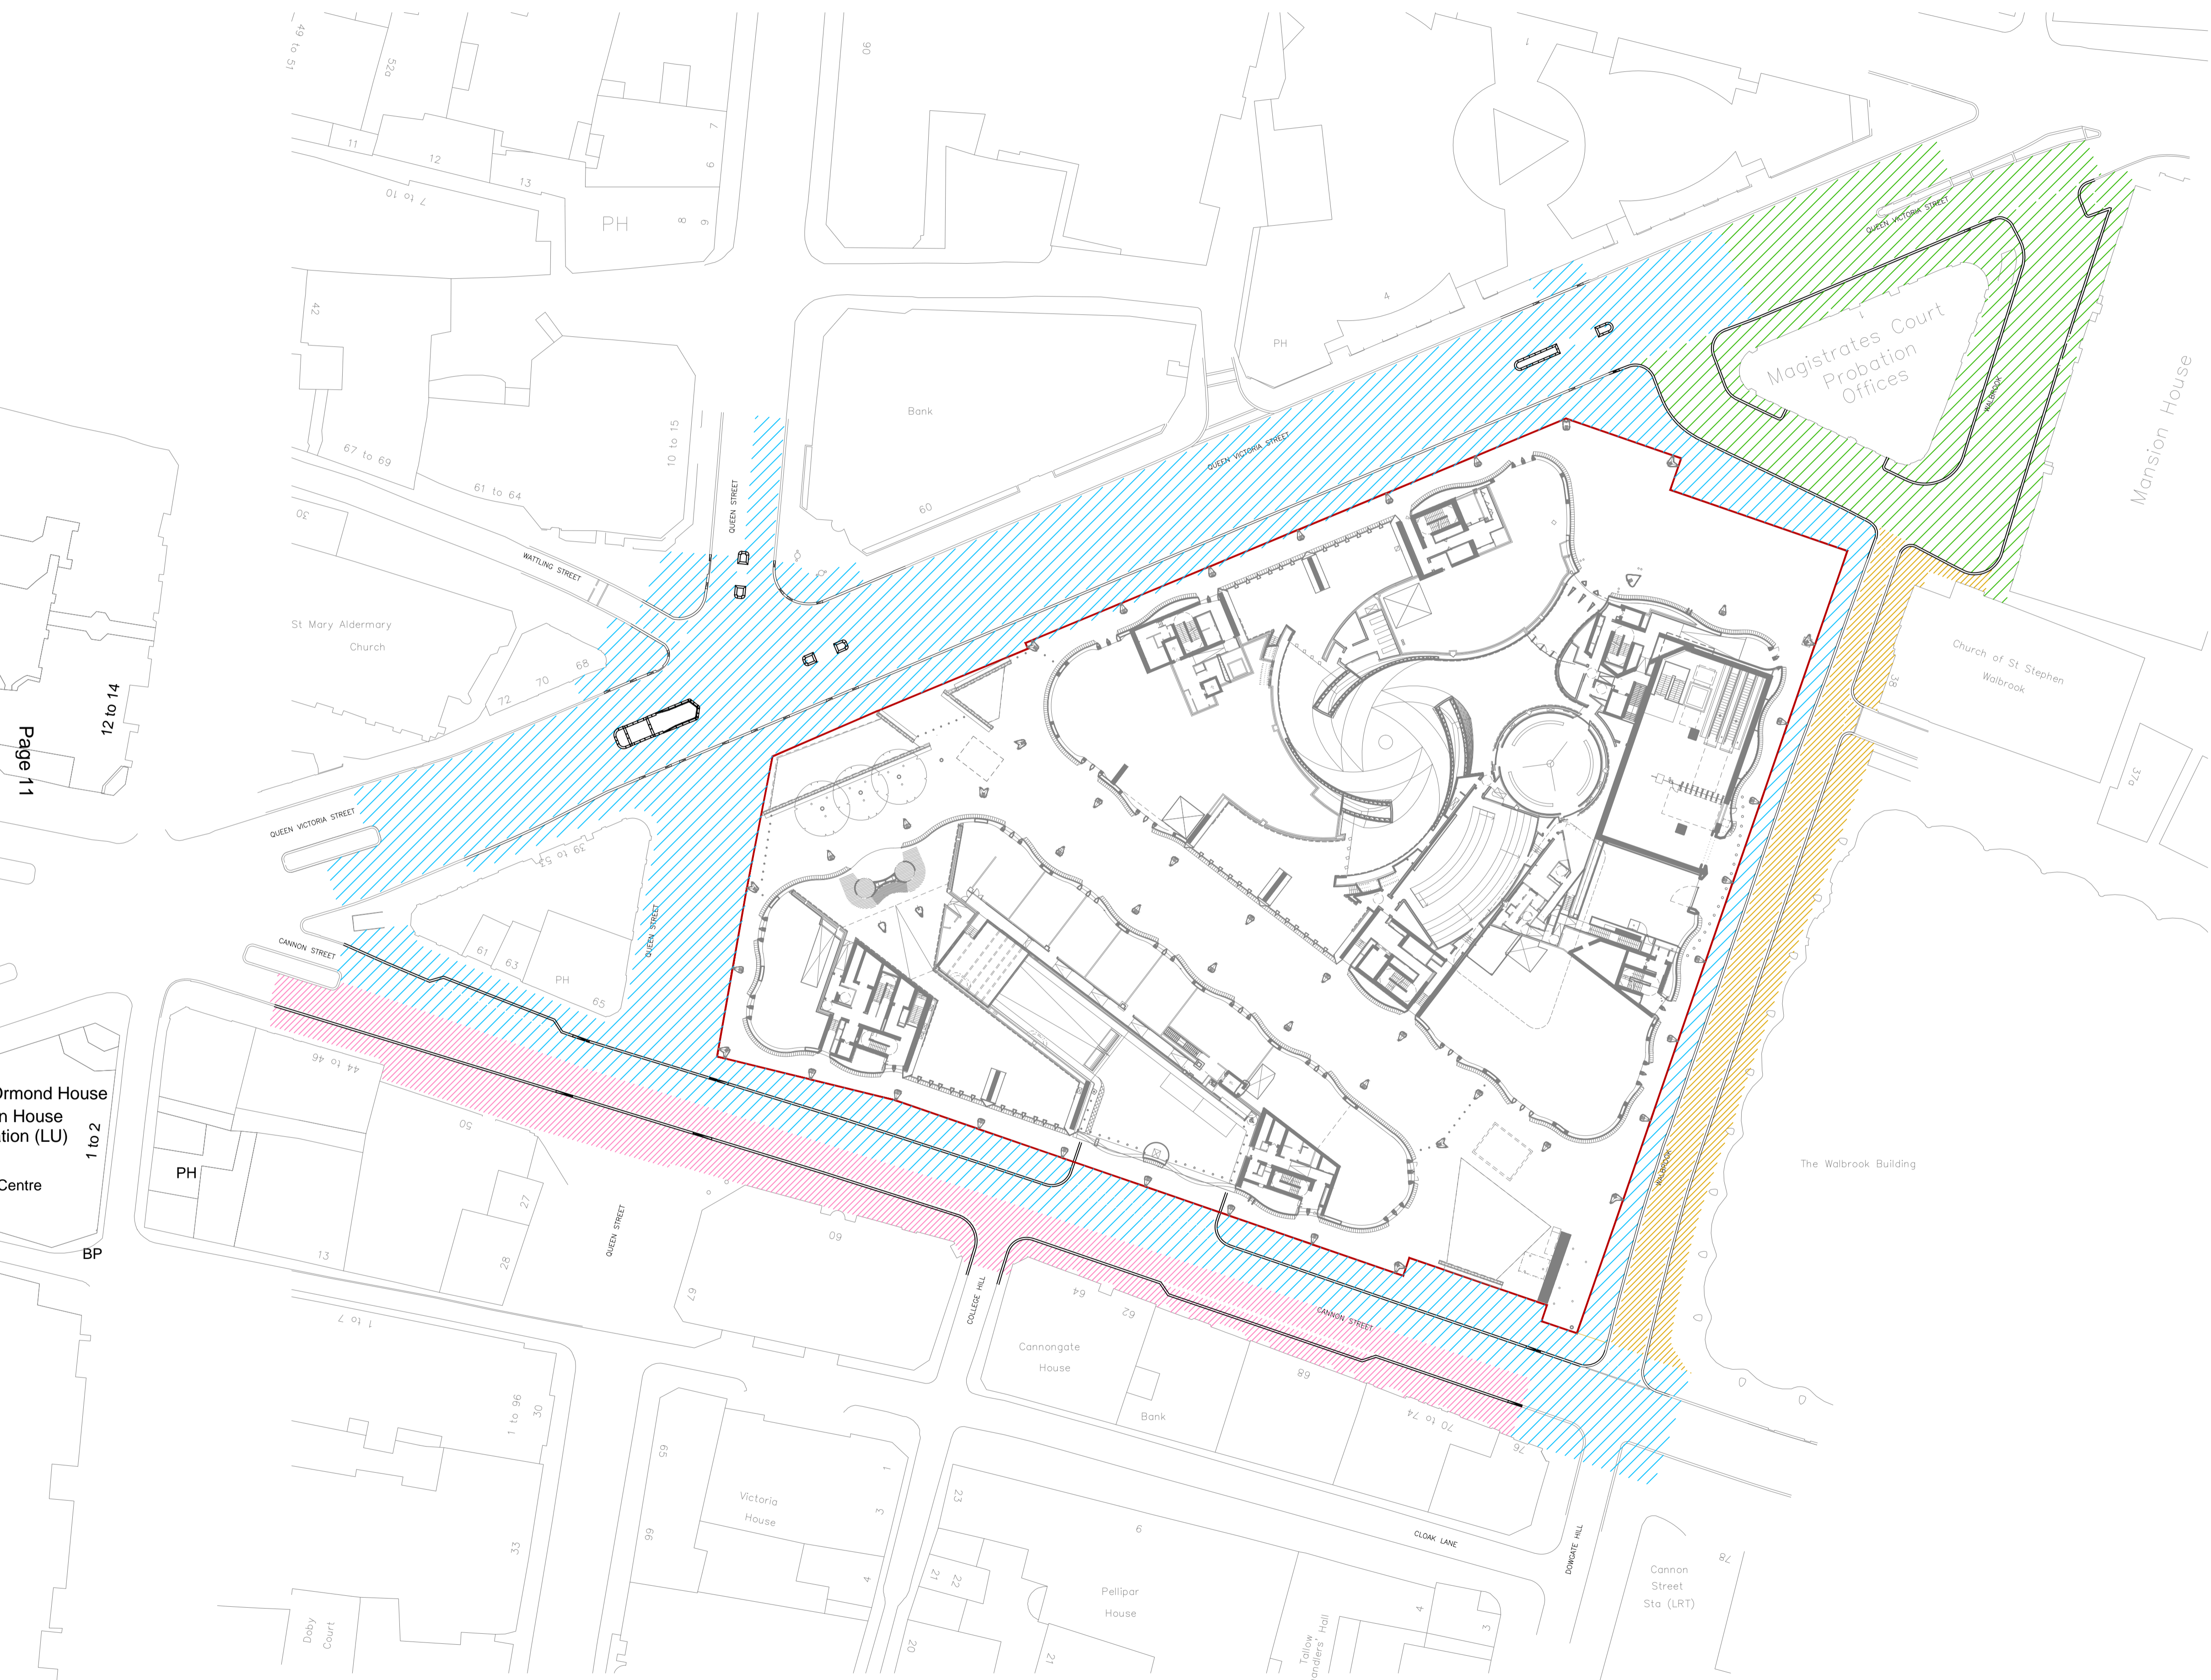 49 to 51
52a
90
1
11
12
13
7
9
7 to 10
PH
8
6
QUEEN VICTORIA STREET
4
42
PH
Magistrates Court
Probation
Offices
1
WALBROOK
Mansion House
Bank
10 to 15
67 to 69
61 to 64
60
QUEEN VICTORIA STREET
QUEEN STREET
30
WATTLING STREET
St Mary Aldermary
Church
68
70
72
Church of St Stephen
Walbrook
38
37a
12 to 14
Page 11
QUEEN VICTORIA STREET
39 to 53
QUEEN STREET
CANNON STREET
61
63
PH
65
44 to 46
50
Ormond House
n House
ation (LU)
1 to 2
Centre
PH
BP
13
27
28
QUEEN STREET
60
67
COLLEGE HILL
64
62
CANNON STREET
WALBROOK
The Walbrook Building
Cannongate
House
68
Bank
70 to 74
76
1 to 7
1 to 96
30
33
Doby
Court
65
66
Victoria
House
1
3
4
23
6
21
22
20
21
Pellipar
House
CLOAK LANE
DOWGATE HILL
Tallow
andlers' Hall
4
3
Cannon
Street
Sta (LRT)
78